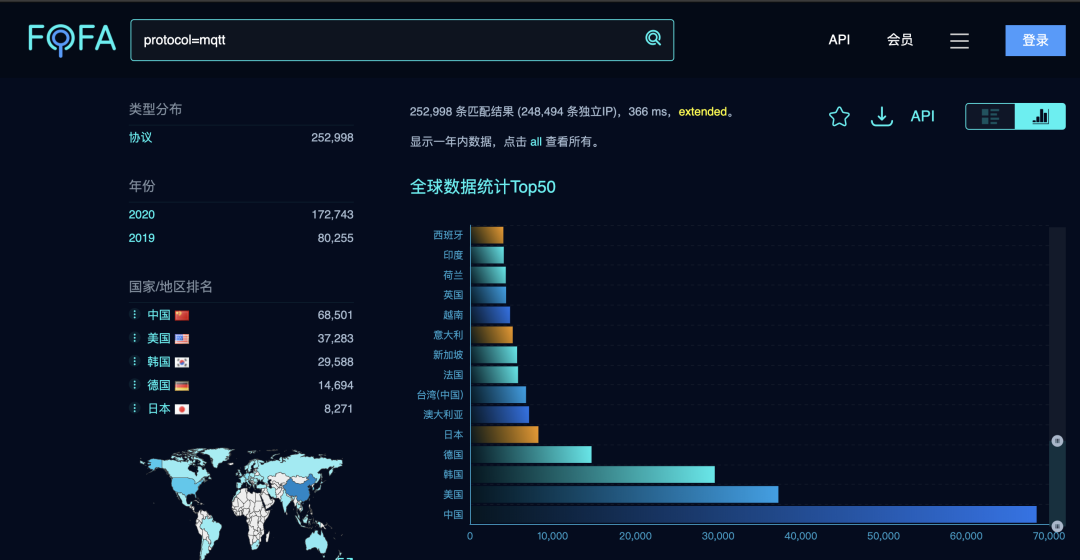 FOFA
protocol=mqtt
API
会员
登录
类型分布
协议 252,998
年份
2020 172,743
2019 80,255
国家/地区排名
中国 68,501
美国 37,283
韩国 29,588
德国 14,694
日本 8,271
252,998 条匹配结果 (248,494 条独立IP)，366 ms，extended。
API
显示一年内数据，点击 all 查看所有。
全球数据统计Top50
西班牙
印度
荷兰
英国
越南
意大利
新加坡
法国
台湾(中国)
澳大利亚
日本
德国
韩国
美国
中国
0 10,000 20,000 30,000 40,000 50,000 60,000 70,000